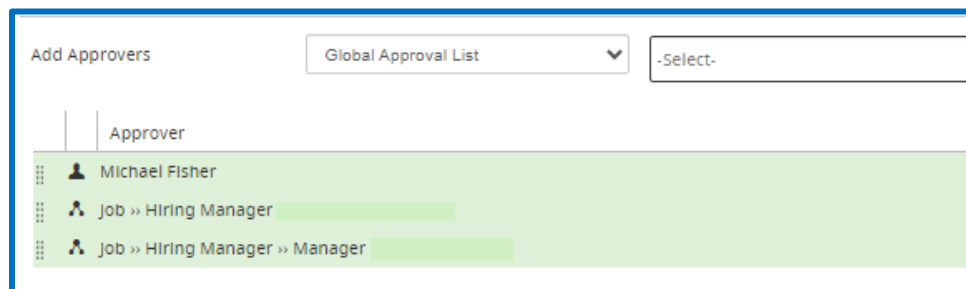 Add Approvers Global Approval List -Select-
Approver
Michael Fisher
Job ›› Hiring Manager
Job ›› Hiring Manager ›› Manager